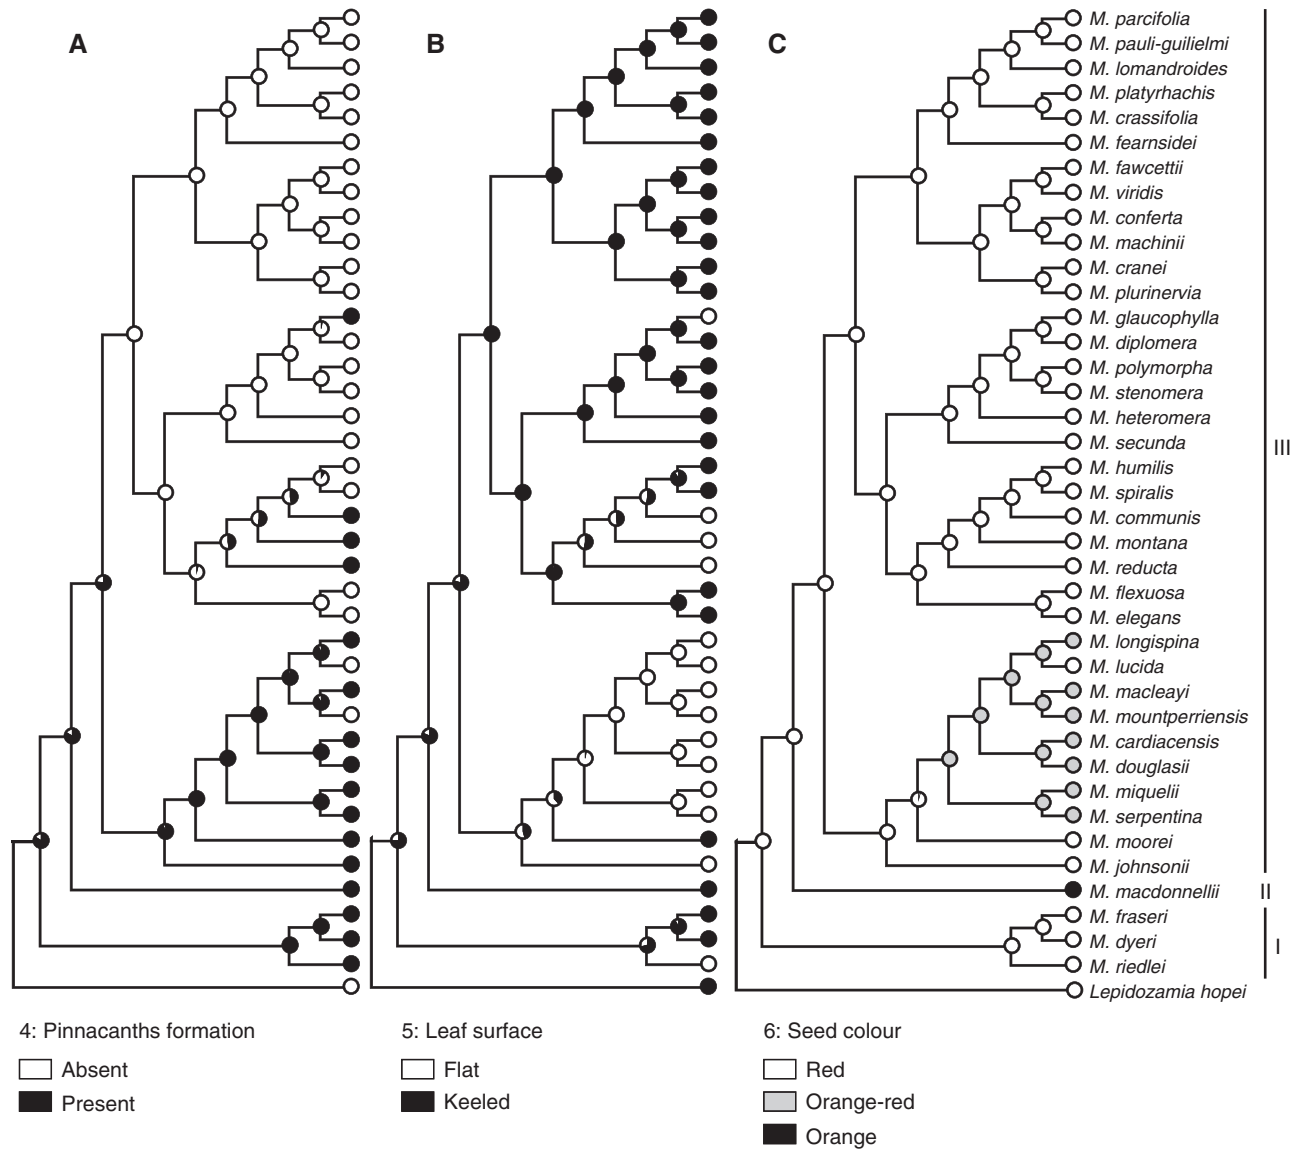 A
B
C
M. parcifolia
M. pauli-guilielmi
M. lomandroides
M. platyrhachis
M. crassifolia
M. fearnsidei
M. fawcettii
M. viridis
M. conferta
M. machinii
M. cranei
M. plurinervia
M. glaucophylla
M. diplomera
M. polymorpha
M. stenomera
M. heteromera
M. secunda
M. humilis
M. spiralis
M. communis
M. montana
M. reducta
M. flexuosa
M. elegans
M. longispina
M. lucida
M. macleayi
M. mountperriensis
M. cardiacensis
M. douglasii
M. miquelii
M. serpentina
M. moorei
M. johnsonii
M. macdonnellii
M. fraseri
M. dyeri
M. riedlei
Lepidozamia hopei
III
II
I
4: Pinnacanths formation
Absent
Present
5: Leaf surface
Flat
Keeled
6: Seed colour
Red
Orange-red
Orange